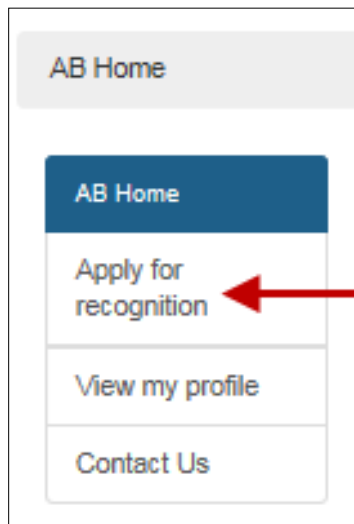 AB Home
AB Home
Apply for
recognition
View my profile
Contact Us